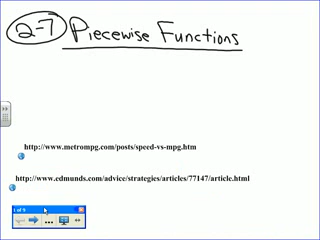 2-7 Piecewise Functions
http://www.metrompg.com/posts/speed-vs-mpg.htm
http://www.edmunds.com/advice/strategies/articles/77147/article.html
1 of 9